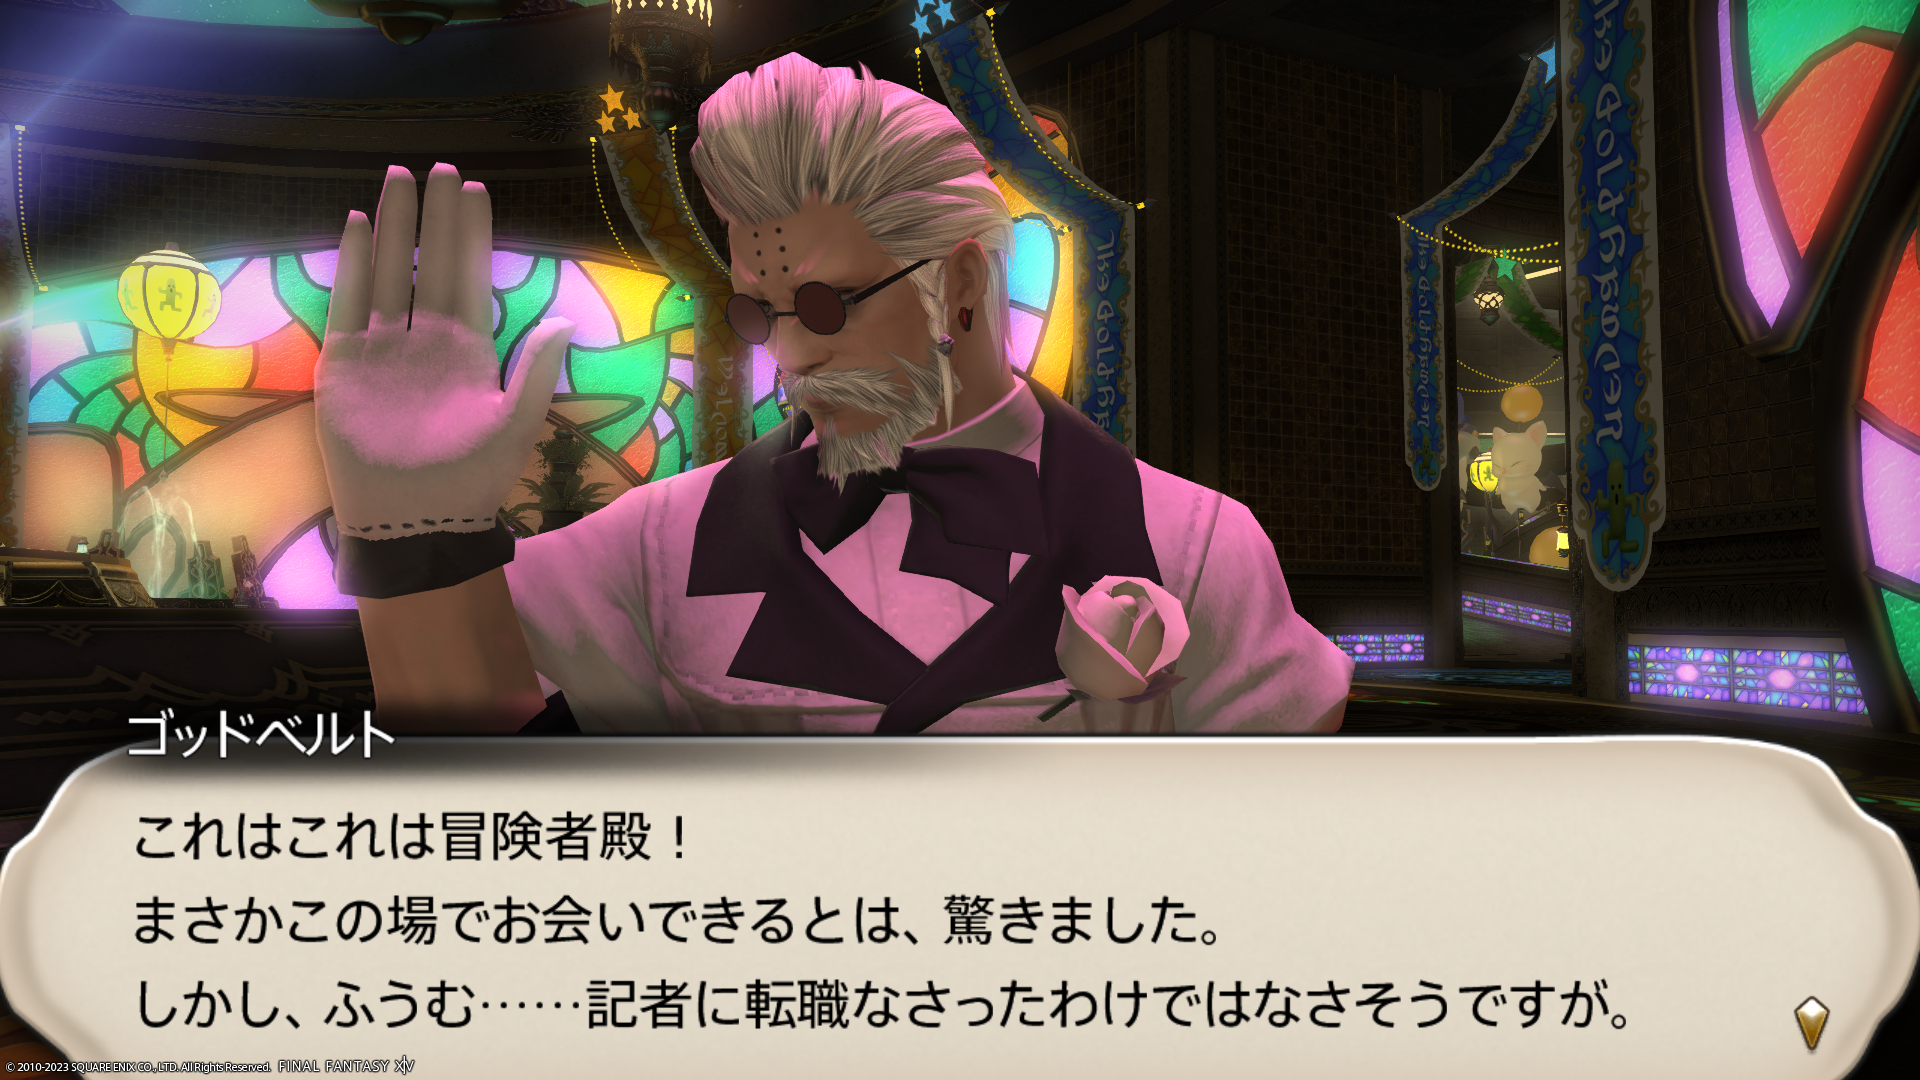 ゴッドベルト
これはこれは冒険者殿！
まさかこの場でお会いできるとは、驚きました。
しかし、ふうむ……記者に転職なさったわけではなさそうですが。
© 2010-2023 SQUARE ENIX CO., LTD. All Rights Reserved. FINAL FANTASY XIV